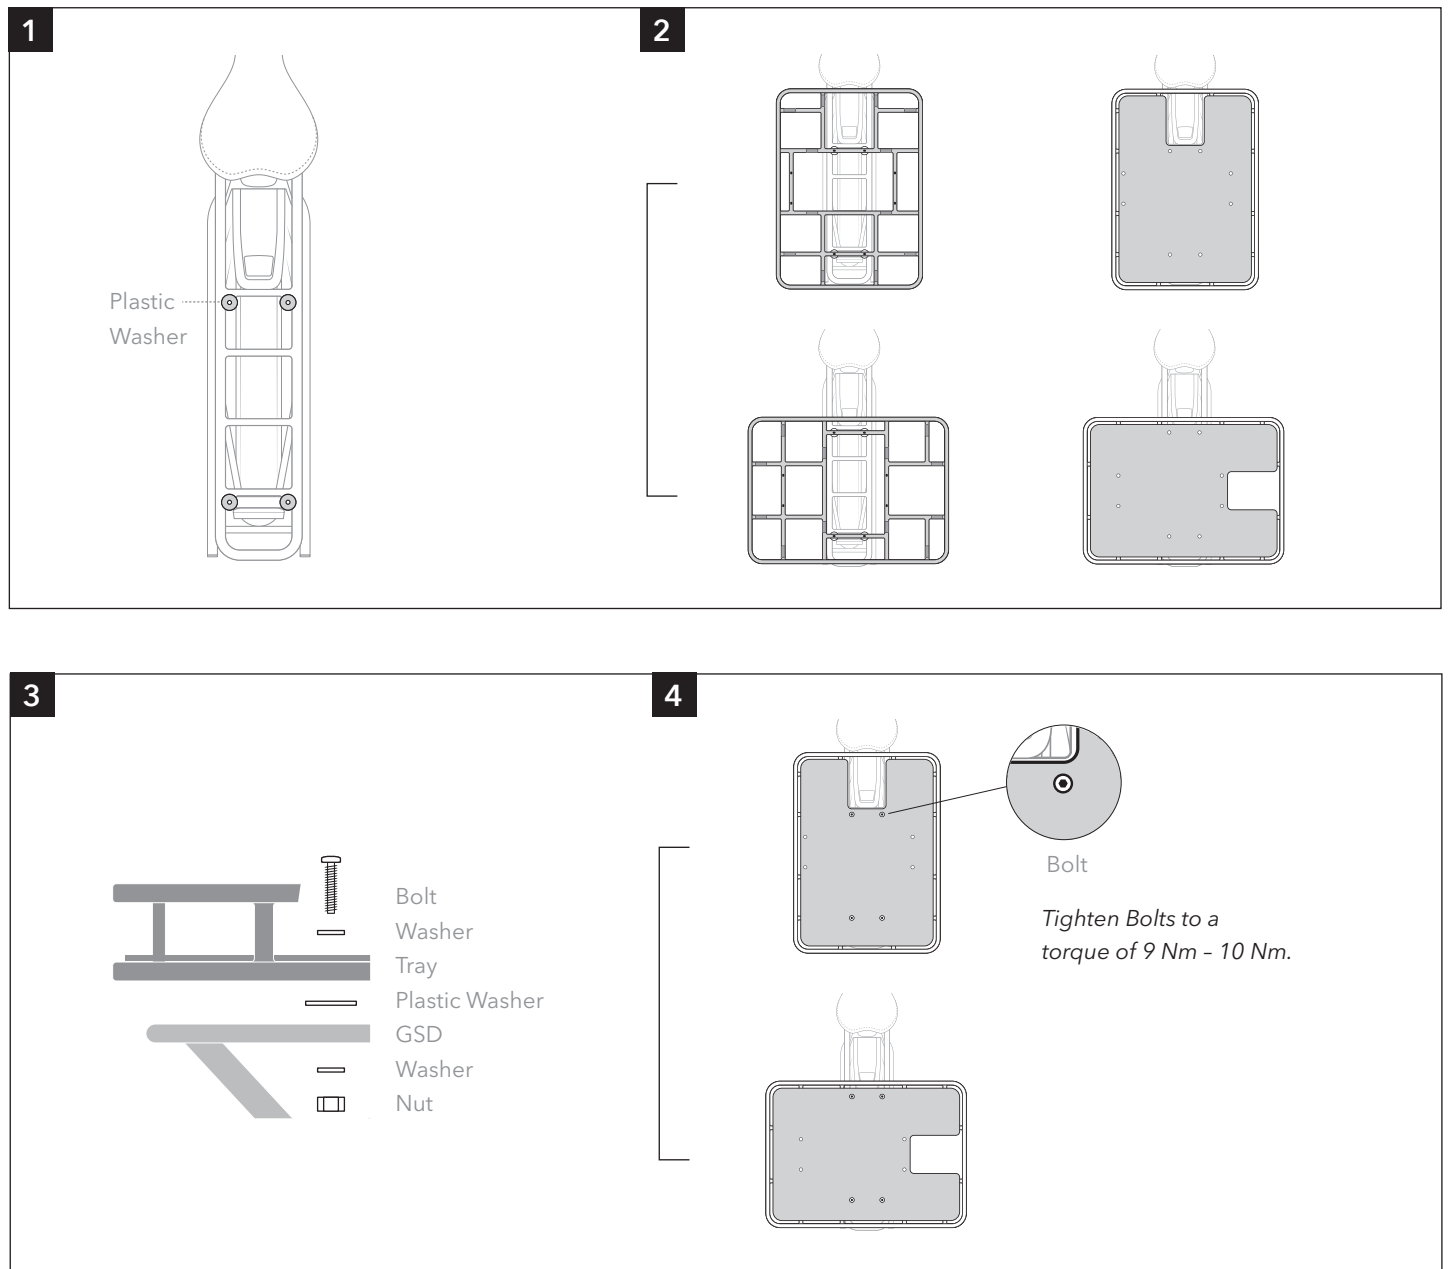 1
Plastic
Washer
2
3
Bolt
Washer
Tray
Plastic Washer
GSD
Washer
Nut
4
Bolt
Tighten Bolts to a
torque of 9 Nm – 10 Nm.